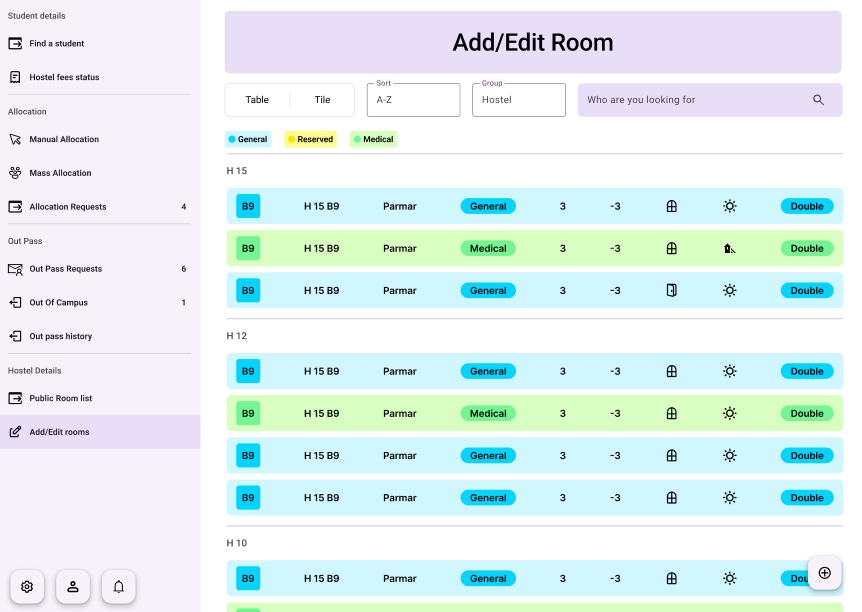 Student details
Find a student
Hostel fees status
Allocation
Manual Allocation
Mass Allocation
Allocation Requests 4
Out Pass
Out Pass Requests 6
Out Of Campus 1
Out pass history
Hostel Details
Public Room list
Add/Edit rooms
Add/Edit Room
Table Tile Sort A-Z Group Hostel Who are you looking for
General Reserved Medical
H 15
B9 H 15 B9 Parmar General 3 -3 Double
B9 H 15 B9 Parmar Medical 3 -3 Double
B9 H 15 B9 Parmar General 3 -3 Double
H 12
B9 H 15 B9 Parmar General 3 -3 Double
B9 H 15 B9 Parmar Medical 3 -3 Double
B9 H 15 B9 Parmar General 3 -3 Double
B9 H 15 B9 Parmar General 3 -3 Double
H 10
B9 H 15 B9 Parmar General 3 -3